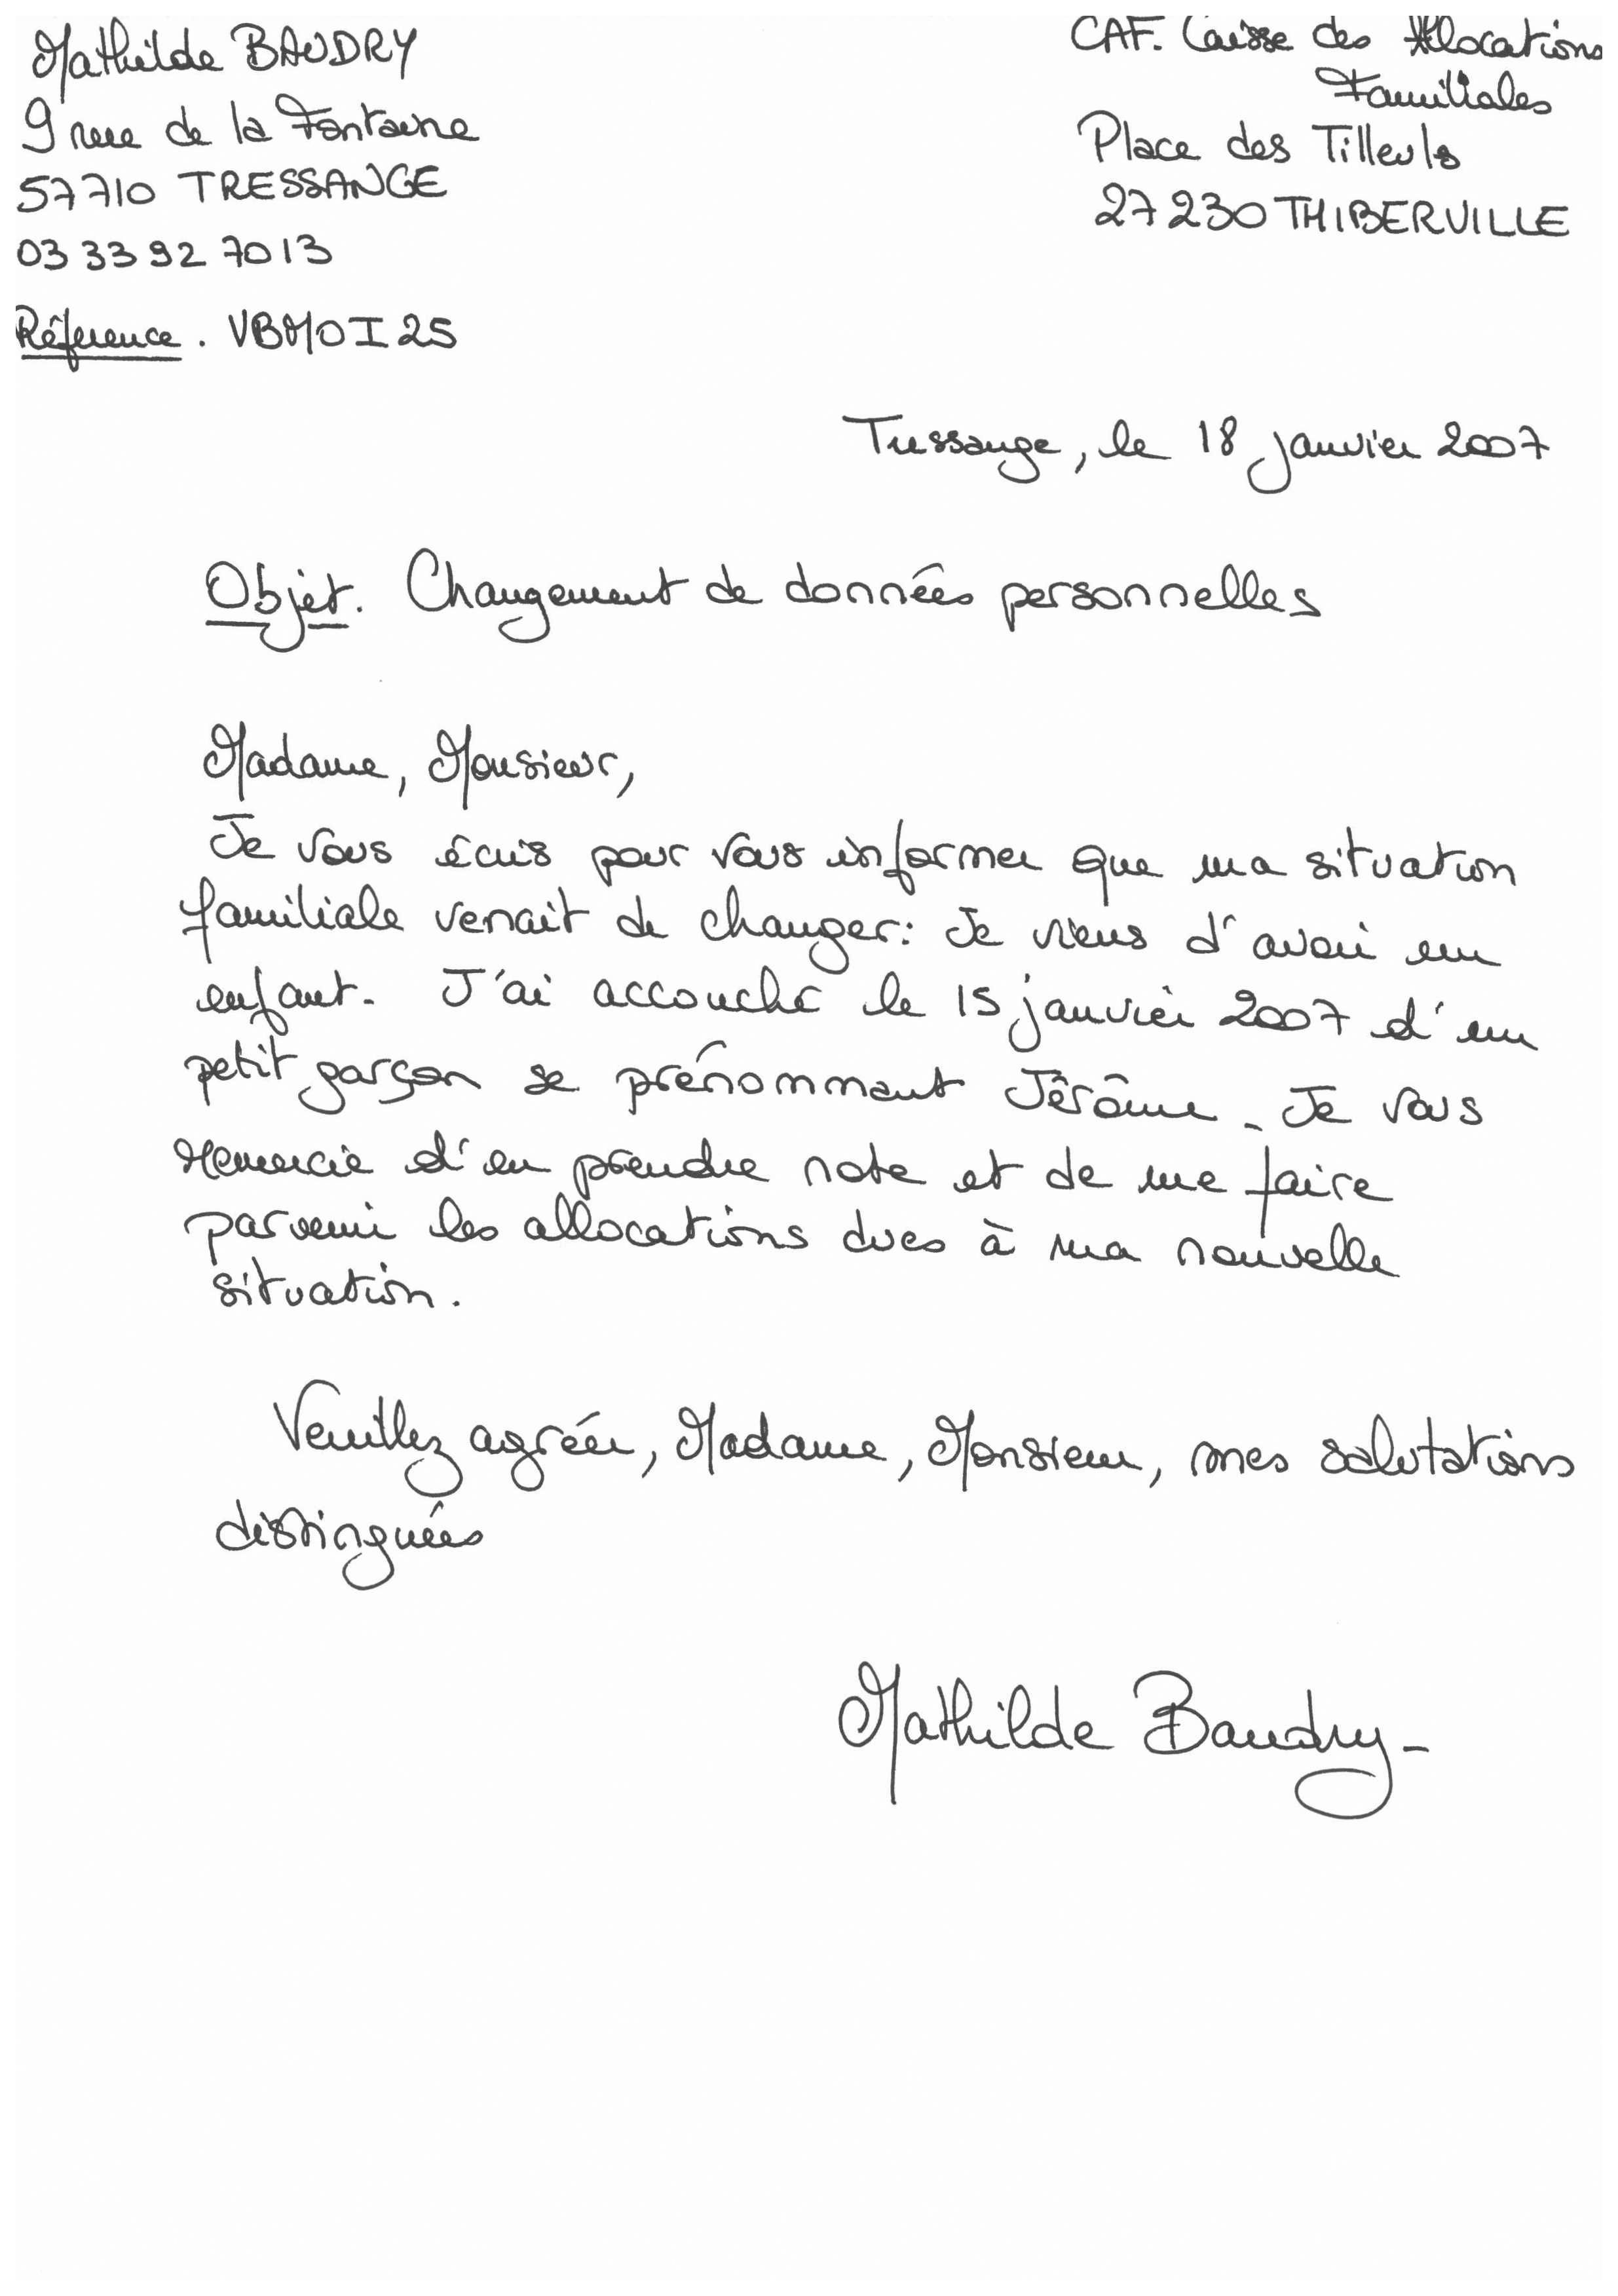 Mathilde BAUDRY
9 rue de la Fontaine
57710 TRESSANGE
03 33 92 70 13
Référence. VBMOI25
CAF. Caisse des Allocations
Familiales
Place des Tilleuls
27230 THIBERVILLE
Tressange, le 18 janvier 2007
Objet. Changement de données personnelles
Madame, Monsieur,
Je vous écris pour vous informer que ma situation
familiale venait de changer: Je viens d'avoir un
enfant. J'ai accouché le 15 janvier 2007 d'un
petit garçon se prénommant Jérôme. Je vous
remercie d'en prendre note et de me faire
parvenir les allocations dues à ma nouvelle
situation.
Veuillez agréer, Madame, Monsieur, mes salutations
distinguées
Mathilde Baudry-